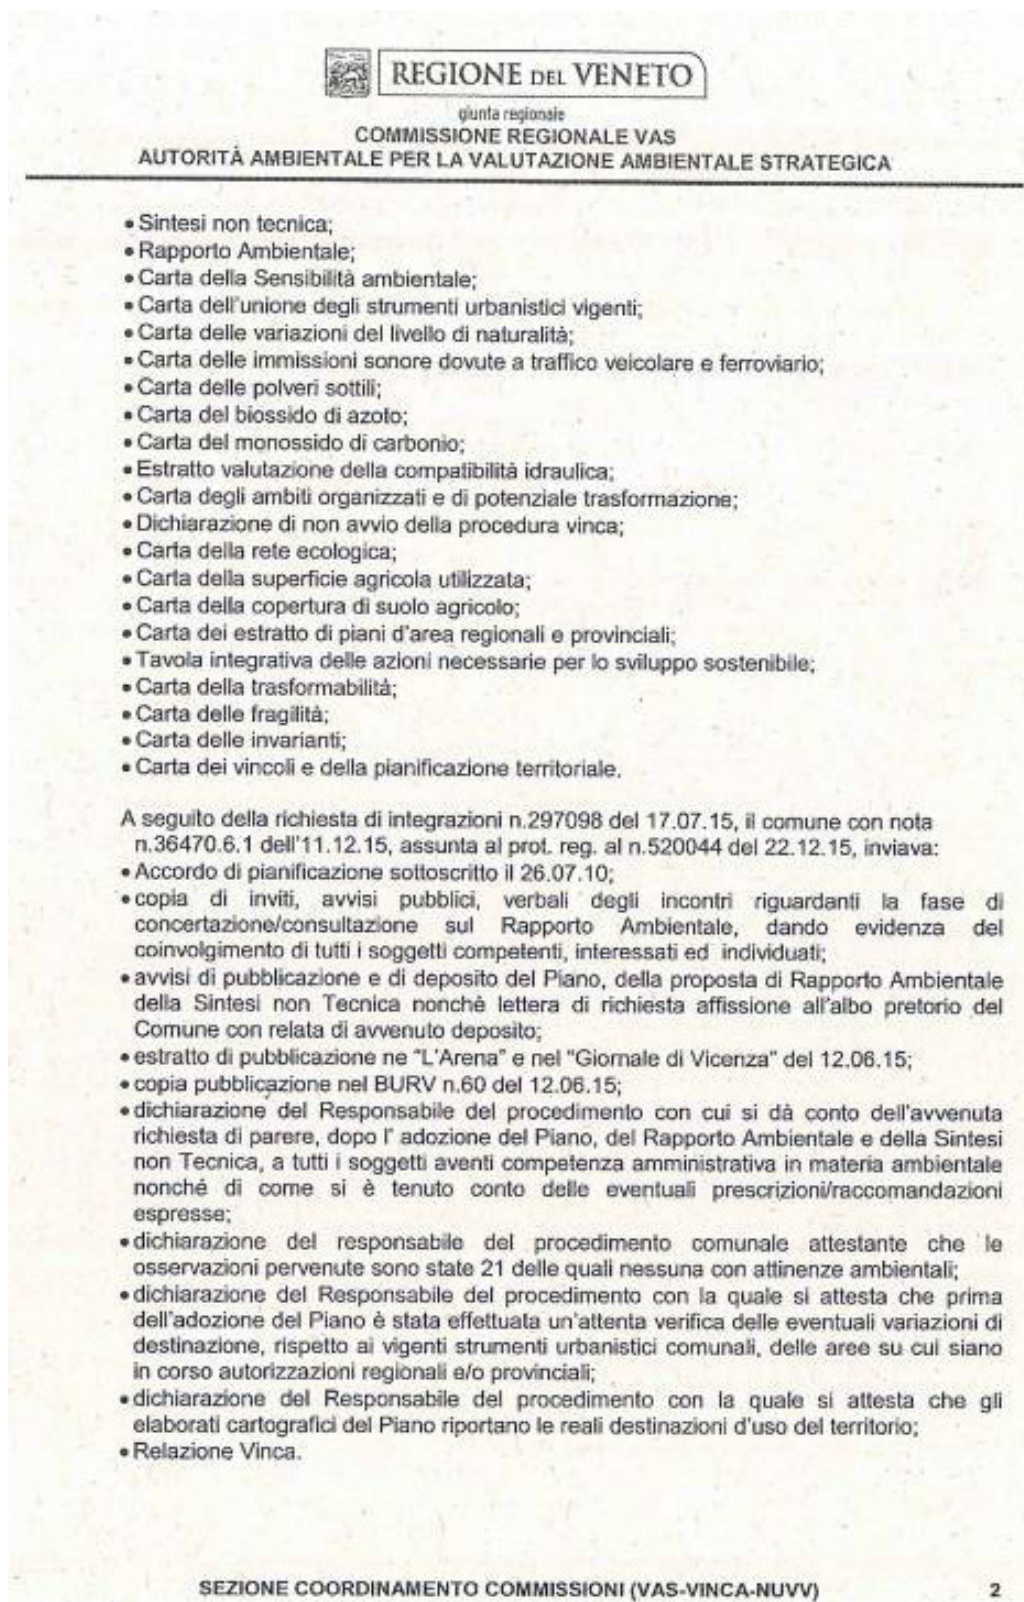 REGIONE DEL VENETO
giunta regionale
COMMISSIONE REGIONALE VAS
AUTORITÀ AMBIENTALE PER LA VALUTAZIONE AMBIENTALE STRATEGICA
• Sintesi non tecnica;
• Rapporto Ambientale;
• Carta della Sensibilità ambientale;
• Carta dell'unione degli strumenti urbanistici vigenti;
• Carta delle variazioni del livello di naturalità;
• Carta delle immissioni sonore dovute a traffico veicolare e ferroviario;
• Carta delle polveri sottili;
• Carta del biossido di azoto;
• Carta del monossido di carbonio;
• Estratto valutazione della compatibilità idraulica;
• Carta degli ambiti organizzati e di potenziale trasformazione;
• Dichiarazione di non avvio della procedura vinca;
• Carta della rete ecologica;
• Carta della superficie agricola utilizzata;
• Carta della copertura di suolo agricolo;
• Carta dei estratto di piani d'area regionali e provinciali;
• Tavola integrativa delle azioni necessarie per lo sviluppo sostenibile;
• Carta della trasformabilità;
• Carta delle fragilità;
• Carta delle invarianti;
• Carta dei vincoli e della pianificazione territoriale.
A seguito della richiesta di integrazioni n.297098 del 17.07.15, il comune con nota
n.36470.6.1 dell'11.12.15, assunta al prot. reg. al n.520044 del 22.12.15, inviava:
• Accordo di pianificazione sottoscritto il 26.07.10;
• copia di inviti, avvisi pubblici, verbali degli incontri riguardanti la fase di
concertazione/consultazione sul Rapporto Ambientale, dando evidenza del
coinvolgimento di tutti i soggetti competenti, interessati ed individuati;
• avvisi di pubblicazione e di deposito del Piano, della proposta di Rapporto Ambientale
della Sintesi non Tecnica nonchè lettera di richiesta affissione all'albo pretorio del
Comune con relata di avvenuto deposito;
• estratto di pubblicazione ne "L'Arena" e nel "Giornale di Vicenza" del 12.06.15;
• copia pubblicazione nel BURV n.60 del 12.06.15;
• dichiarazione del Responsabile del procedimento con cui si dà conto dell'avvenuta
richiesta di parere, dopo l' adozione del Piano, del Rapporto Ambientale e della Sintesi
non Tecnica, a tutti i soggetti aventi competenza amministrativa in materia ambientale
nonché di come si è tenuto conto delle eventuali prescrizioni/raccomandazioni
espresse;
• dichiarazione del responsabile del procedimento comunale attestante che le
osservazioni pervenute sono state 21 delle quali nessuna con attinenze ambientali;
• dichiarazione del Responsabile del procedimento con la quale si attesta che prima
dell'adozione del Piano è stata effettuata un'attenta verifica delle eventuali variazioni di
destinazione, rispetto ai vigenti strumenti urbanistici comunali, delle aree su cui siano
in corso autorizzazioni regionali e/o provinciali;
• dichiarazione del Responsabile del procedimento con la quale si attesta che gli
elaborati cartografici del Piano riportano le reali destinazioni d'uso del territorio;
• Relazione Vinca.
SEZIONE COORDINAMENTO COMMISSIONI (VAS-VINCA-NUVV) 2